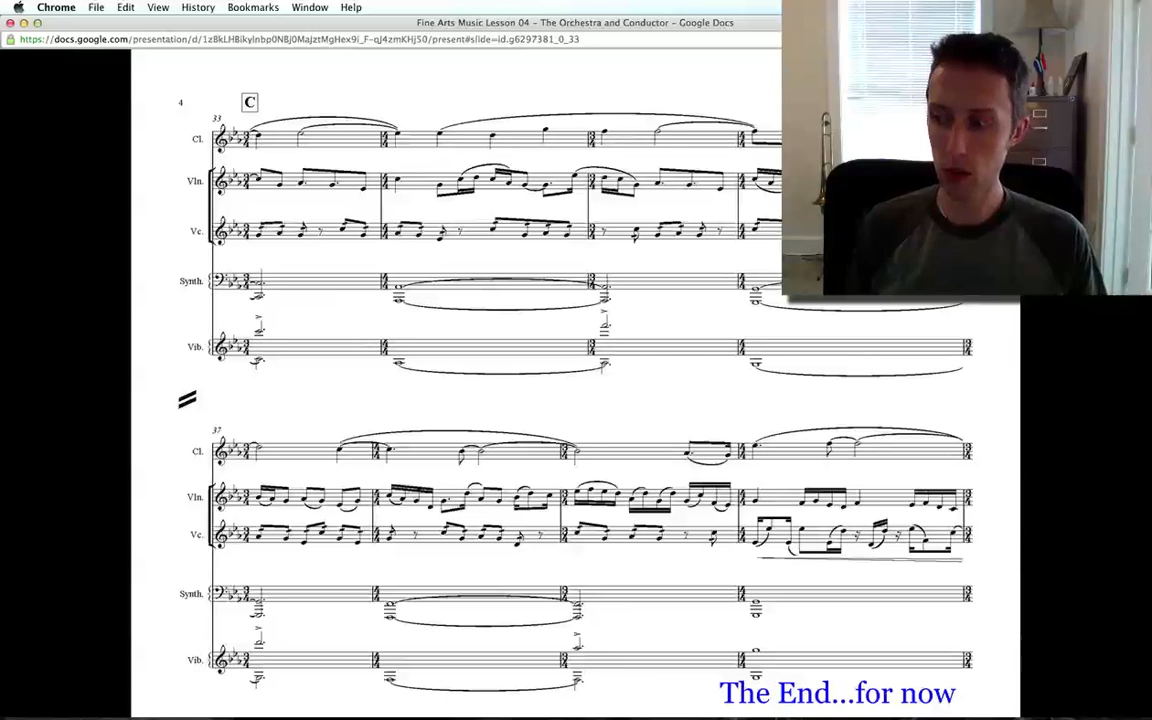 Chrome File Edit View History Bookmarks Window Help
Fine Arts Music Lesson 04 – The Orchestra and Conductor – Google Docs
4
C
33
Cl.
Vln.
Vc.
Synth.
Vib.
37
Cl.
Vln.
Vc.
Synth.
Vib.
The End...for now